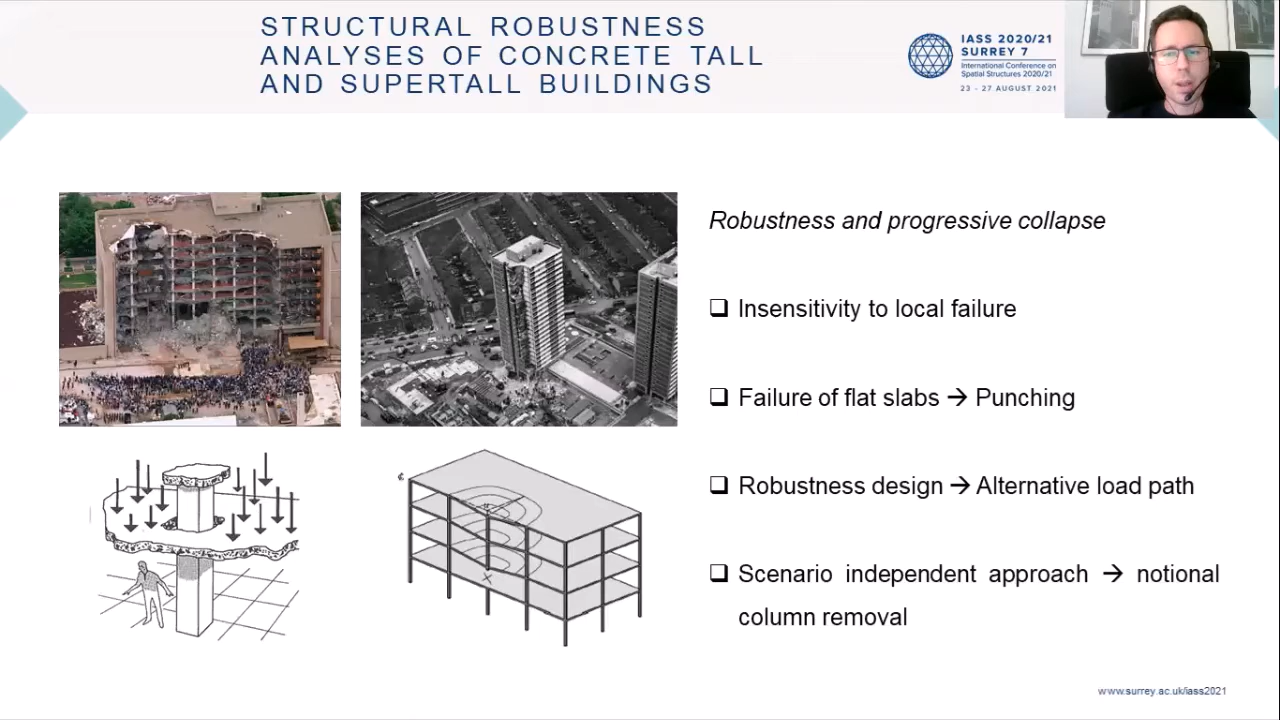 STRUCTURAL ROBUSTNESS
ANALYSES OF CONCRETE TALL
AND SUPERTALL BUILDINGS
IASS 2020/21
SURREY 7
International Conference on
Spatial Structures 2020/21
23 - 27 AUGUST 2021
Robustness and progressive collapse
❑ Insensitivity to local failure
❑ Failure of flat slabs → Punching
❑ Robustness design → Alternative load path
❑ Scenario independent approach → notional
column removal
www.surrey.ac.uk/iass2021